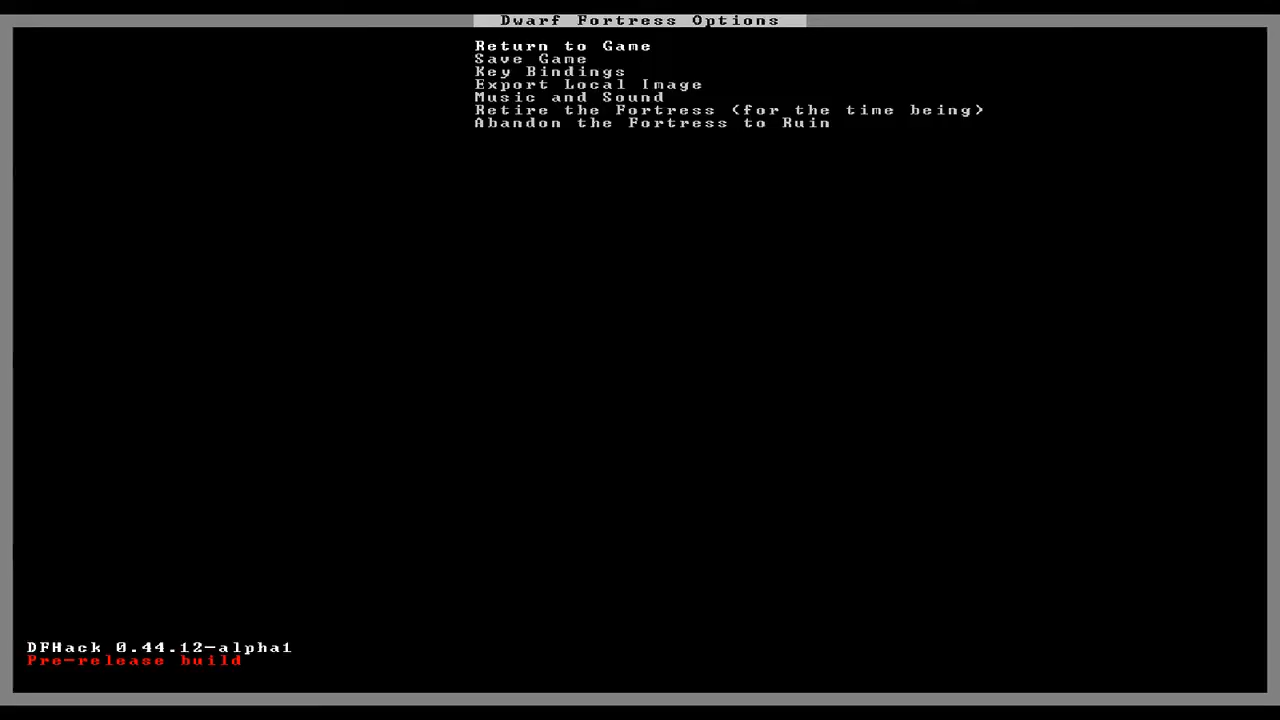 Dwarf Fortress Options
Return to Game
Save Game
Key Bindings
Export Local Image
Music and Sound
Retire the Fortress (for the time being)
Abandon the Fortress to Ruin
DFHack 0.44.12-alpha1
Pre-release build